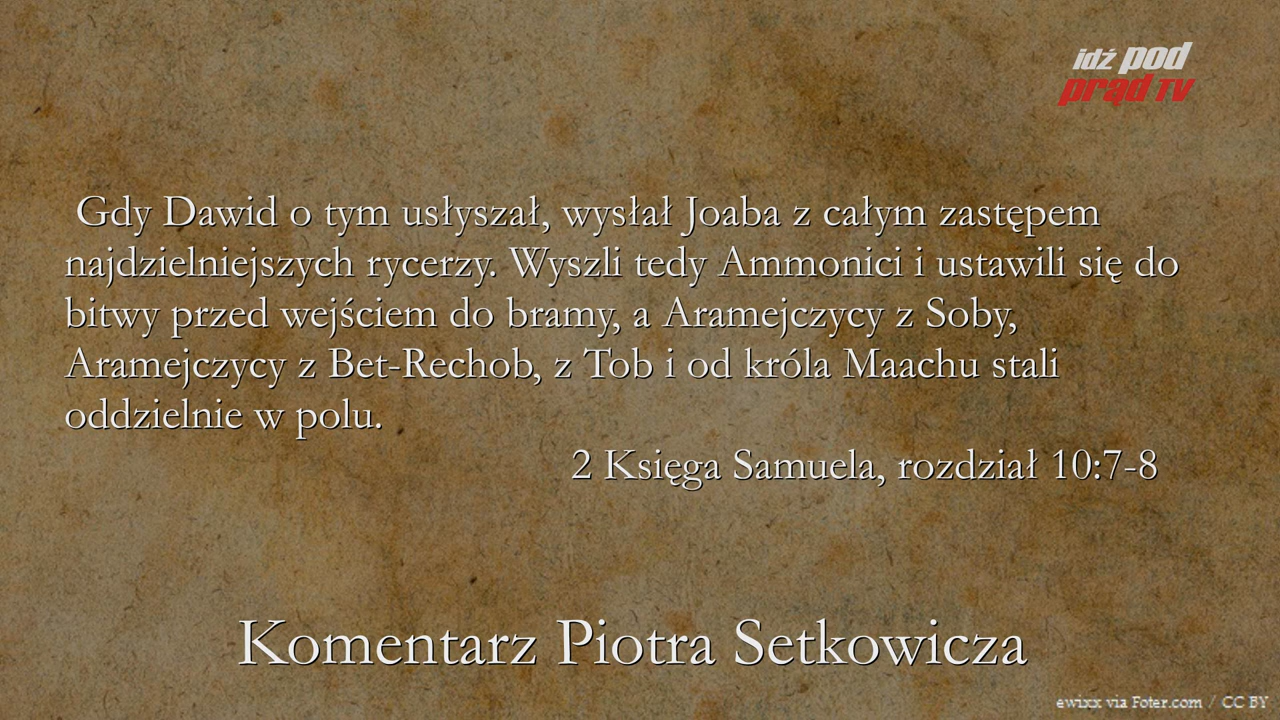 idź pod
prąd TV
Gdy Dawid o tym usłyszał, wysłał Joaba z całym zastępem
najdzielniejszych rycerzy. Wyszli tedy Ammonici i ustawili się do
bitwy przed wejściem do bramy, a Aramejczycy z Soby,
Aramejczycy z Bet-Rechob, z Tob i od króla Maachu stali
oddzielnie w polu.
2 Księga Samuela, rozdział 10:7-8
Komentarz Piotra Setkowicza
ewixx via Foter.com / CC BY